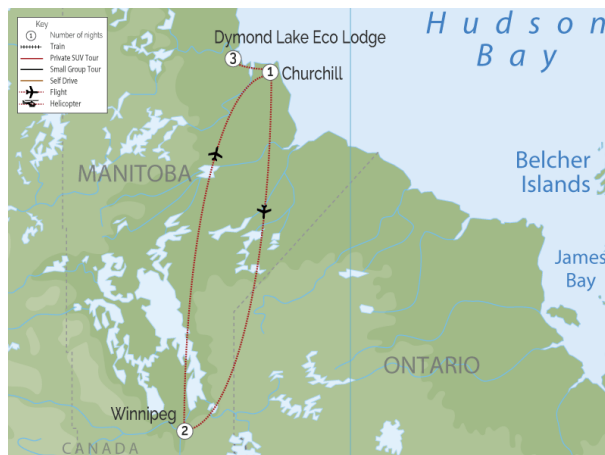 Key
1 Number of nights
Train
Private SUV Tour
Small Group Tour
Self Drive
Flight
Helicopter
Hudson
Bay
Dymond Lake Eco Lodge
3
1
Churchill
MANITOBA
Belcher
Islands
James
Bay
ONTARIO
Winnipeg
2
CANADA